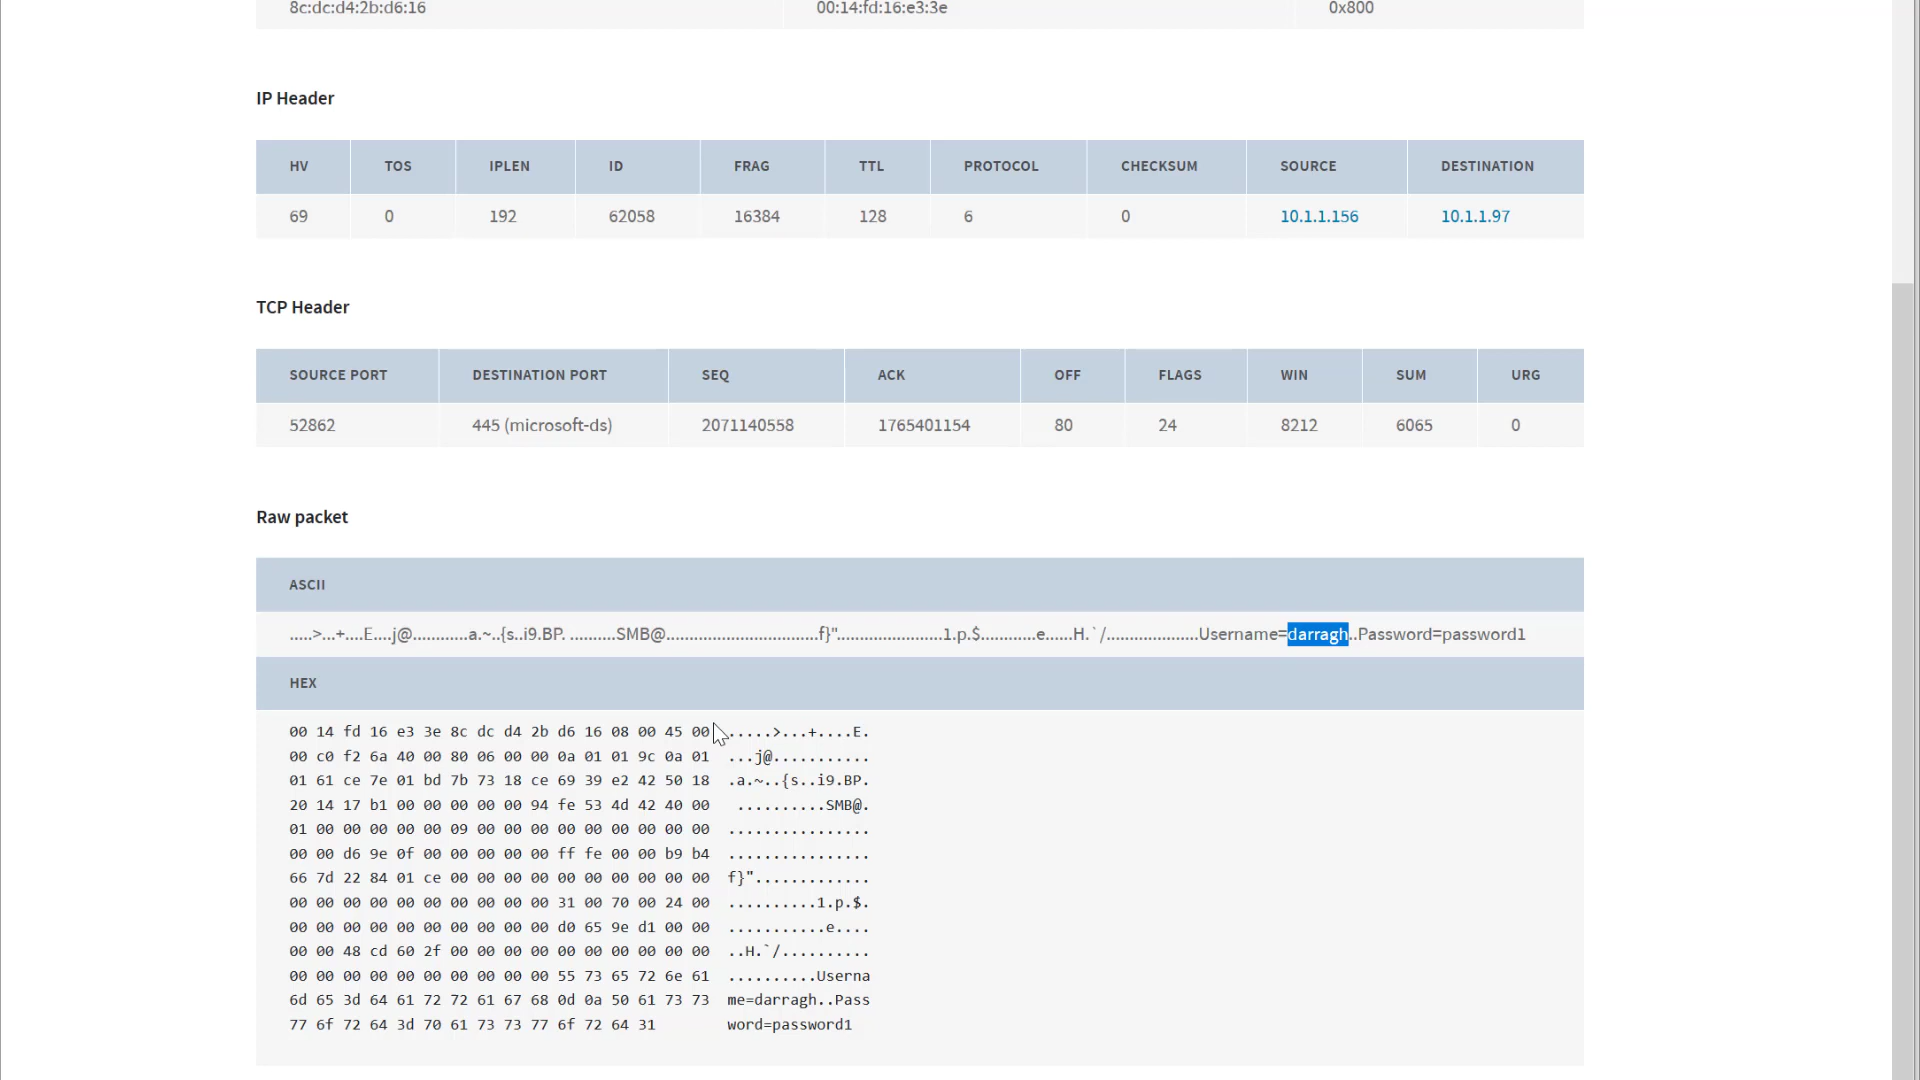 8c:dc:d4:2b:d6:16 00:14:fd:16:e3:3e 0x800
IP Header
HV TOS IPLEN ID FRAG TTL PROTOCOL CHECKSUM SOURCE DESTINATION
69 0 192 62058 16384 128 6 0 10.1.1.156 10.1.1.97
TCP Header
SOURCE PORT DESTINATION PORT SEQ ACK OFF FLAGS WIN SUM URG
52862 445 (microsoft-ds) 2071140558 1765401154 80 24 8212 6065 0
Raw packet
ASCII
.....>...+....E....j@............a.~..{s..i9.BP. ..........SMB@.................................f}".......................1.p.$............e......H.`/....................Username=darragh..Password=password1
HEX
00 14 fd 16 e3 3e 8c dc d4 2b d6 16 08 00 45 00 .....>...+....E.
00 c0 f2 6a 40 00 80 06 00 00 0a 01 01 9c 0a 01 ...j@...........
01 61 ce 7e 01 bd 7b 73 18 ce 69 39 e2 42 50 18 .a.~..{s..i9.BP.
20 14 17 b1 00 00 00 00 00 94 fe 53 4d 42 40 00 ..........SMB@.
01 00 00 00 00 00 09 00 00 00 00 00 00 00 00 00 ................
00 00 d6 9e 0f 00 00 00 00 00 ff fe 00 00 b9 b4 ................
66 7d 22 84 01 ce 00 00 00 00 00 00 00 00 00 00 f}".............
00 00 00 00 00 00 00 00 00 00 31 00 70 00 24 00 ..........1.p.$.
00 00 00 00 00 00 00 00 00 00 d0 65 9e d1 00 00 ...........e....
00 00 48 cd 60 2f 00 00 00 00 00 00 00 00 00 00 ..H.`/..........
00 00 00 00 00 00 00 00 00 00 55 73 65 72 6e 61 ..........Userna
6d 65 3d 64 61 72 72 61 67 68 0d 0a 50 61 73 73 me=darragh..Pass
77 6f 72 64 3d 70 61 73 73 77 6f 72 64 31 word=password1